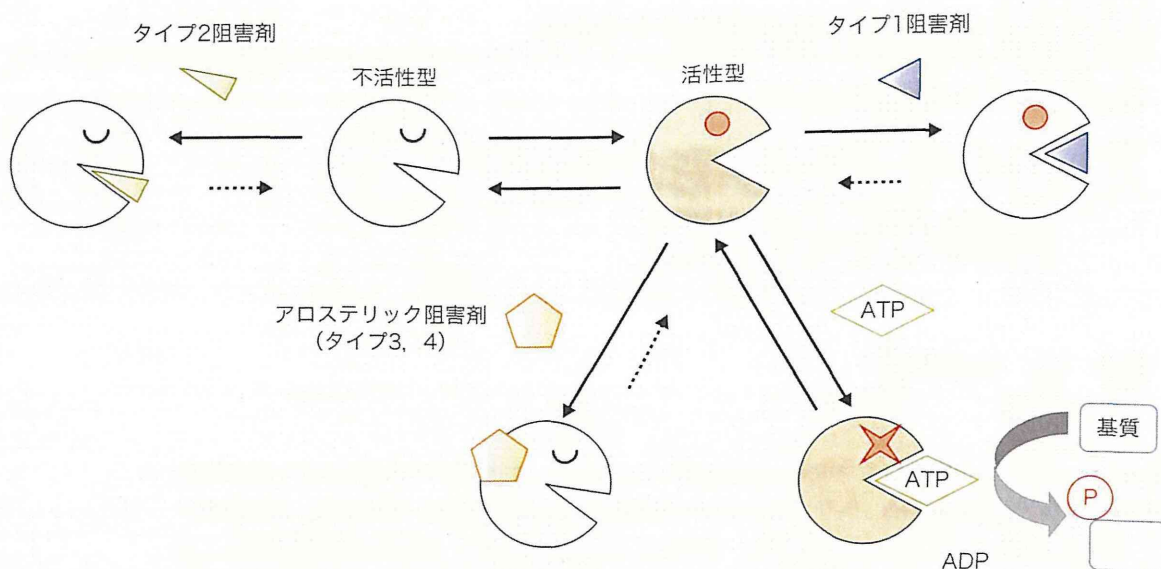 タイプ2阻害剤
不活性型
活性型
タイプ1阻害剤
アロステリック阻害剤
（タイプ3，4）
ATP
ATP
基質
P
ADP